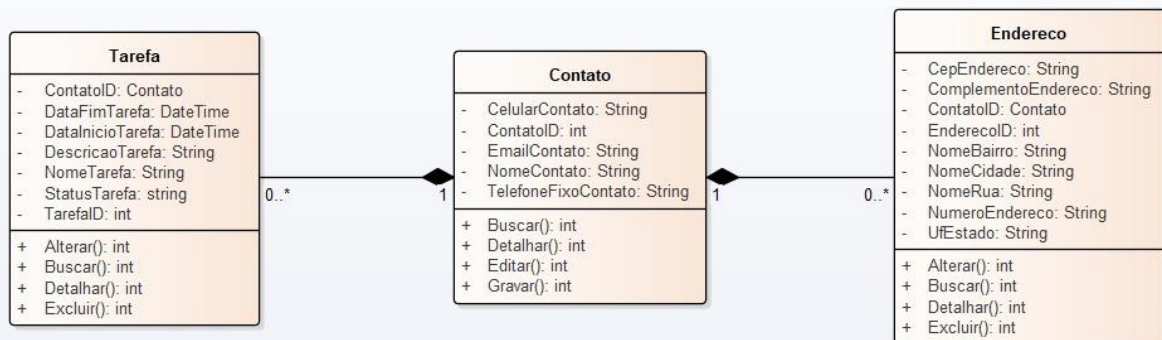 Tarefa
- ContatoID: Contato
- DataFimTarefa: DateTime
- DataInicioTarefa: DateTime
- DescricaoTarefa: String
- NomeTarefa: String
- StatusTarefa: string
- TarefaID: int
+ Alterar(): int
+ Buscar(): int
+ Detalhar(): int
+ Excluir(): int
0..*
1
Contato
- CelularContato: String
- ContatoID: int
- EmailContato: String
- NomeContato: String
- TelefoneFixoContato: String
+ Buscar(): int
+ Detalhar(): int
+ Editar(): int
+ Gravar(): int
1
0..*
Endereco
- CepEndereco: String
- ComplementoEndereco: String
- ContatoID: Contato
- EnderecoID: int
- NomeBairro: String
- NomeCidade: String
- NomeRua: String
- NumeroEndereco: String
- UfEstado: String
+ Alterar(): int
+ Buscar(): int
+ Detalhar(): int
+ Excluir(): int